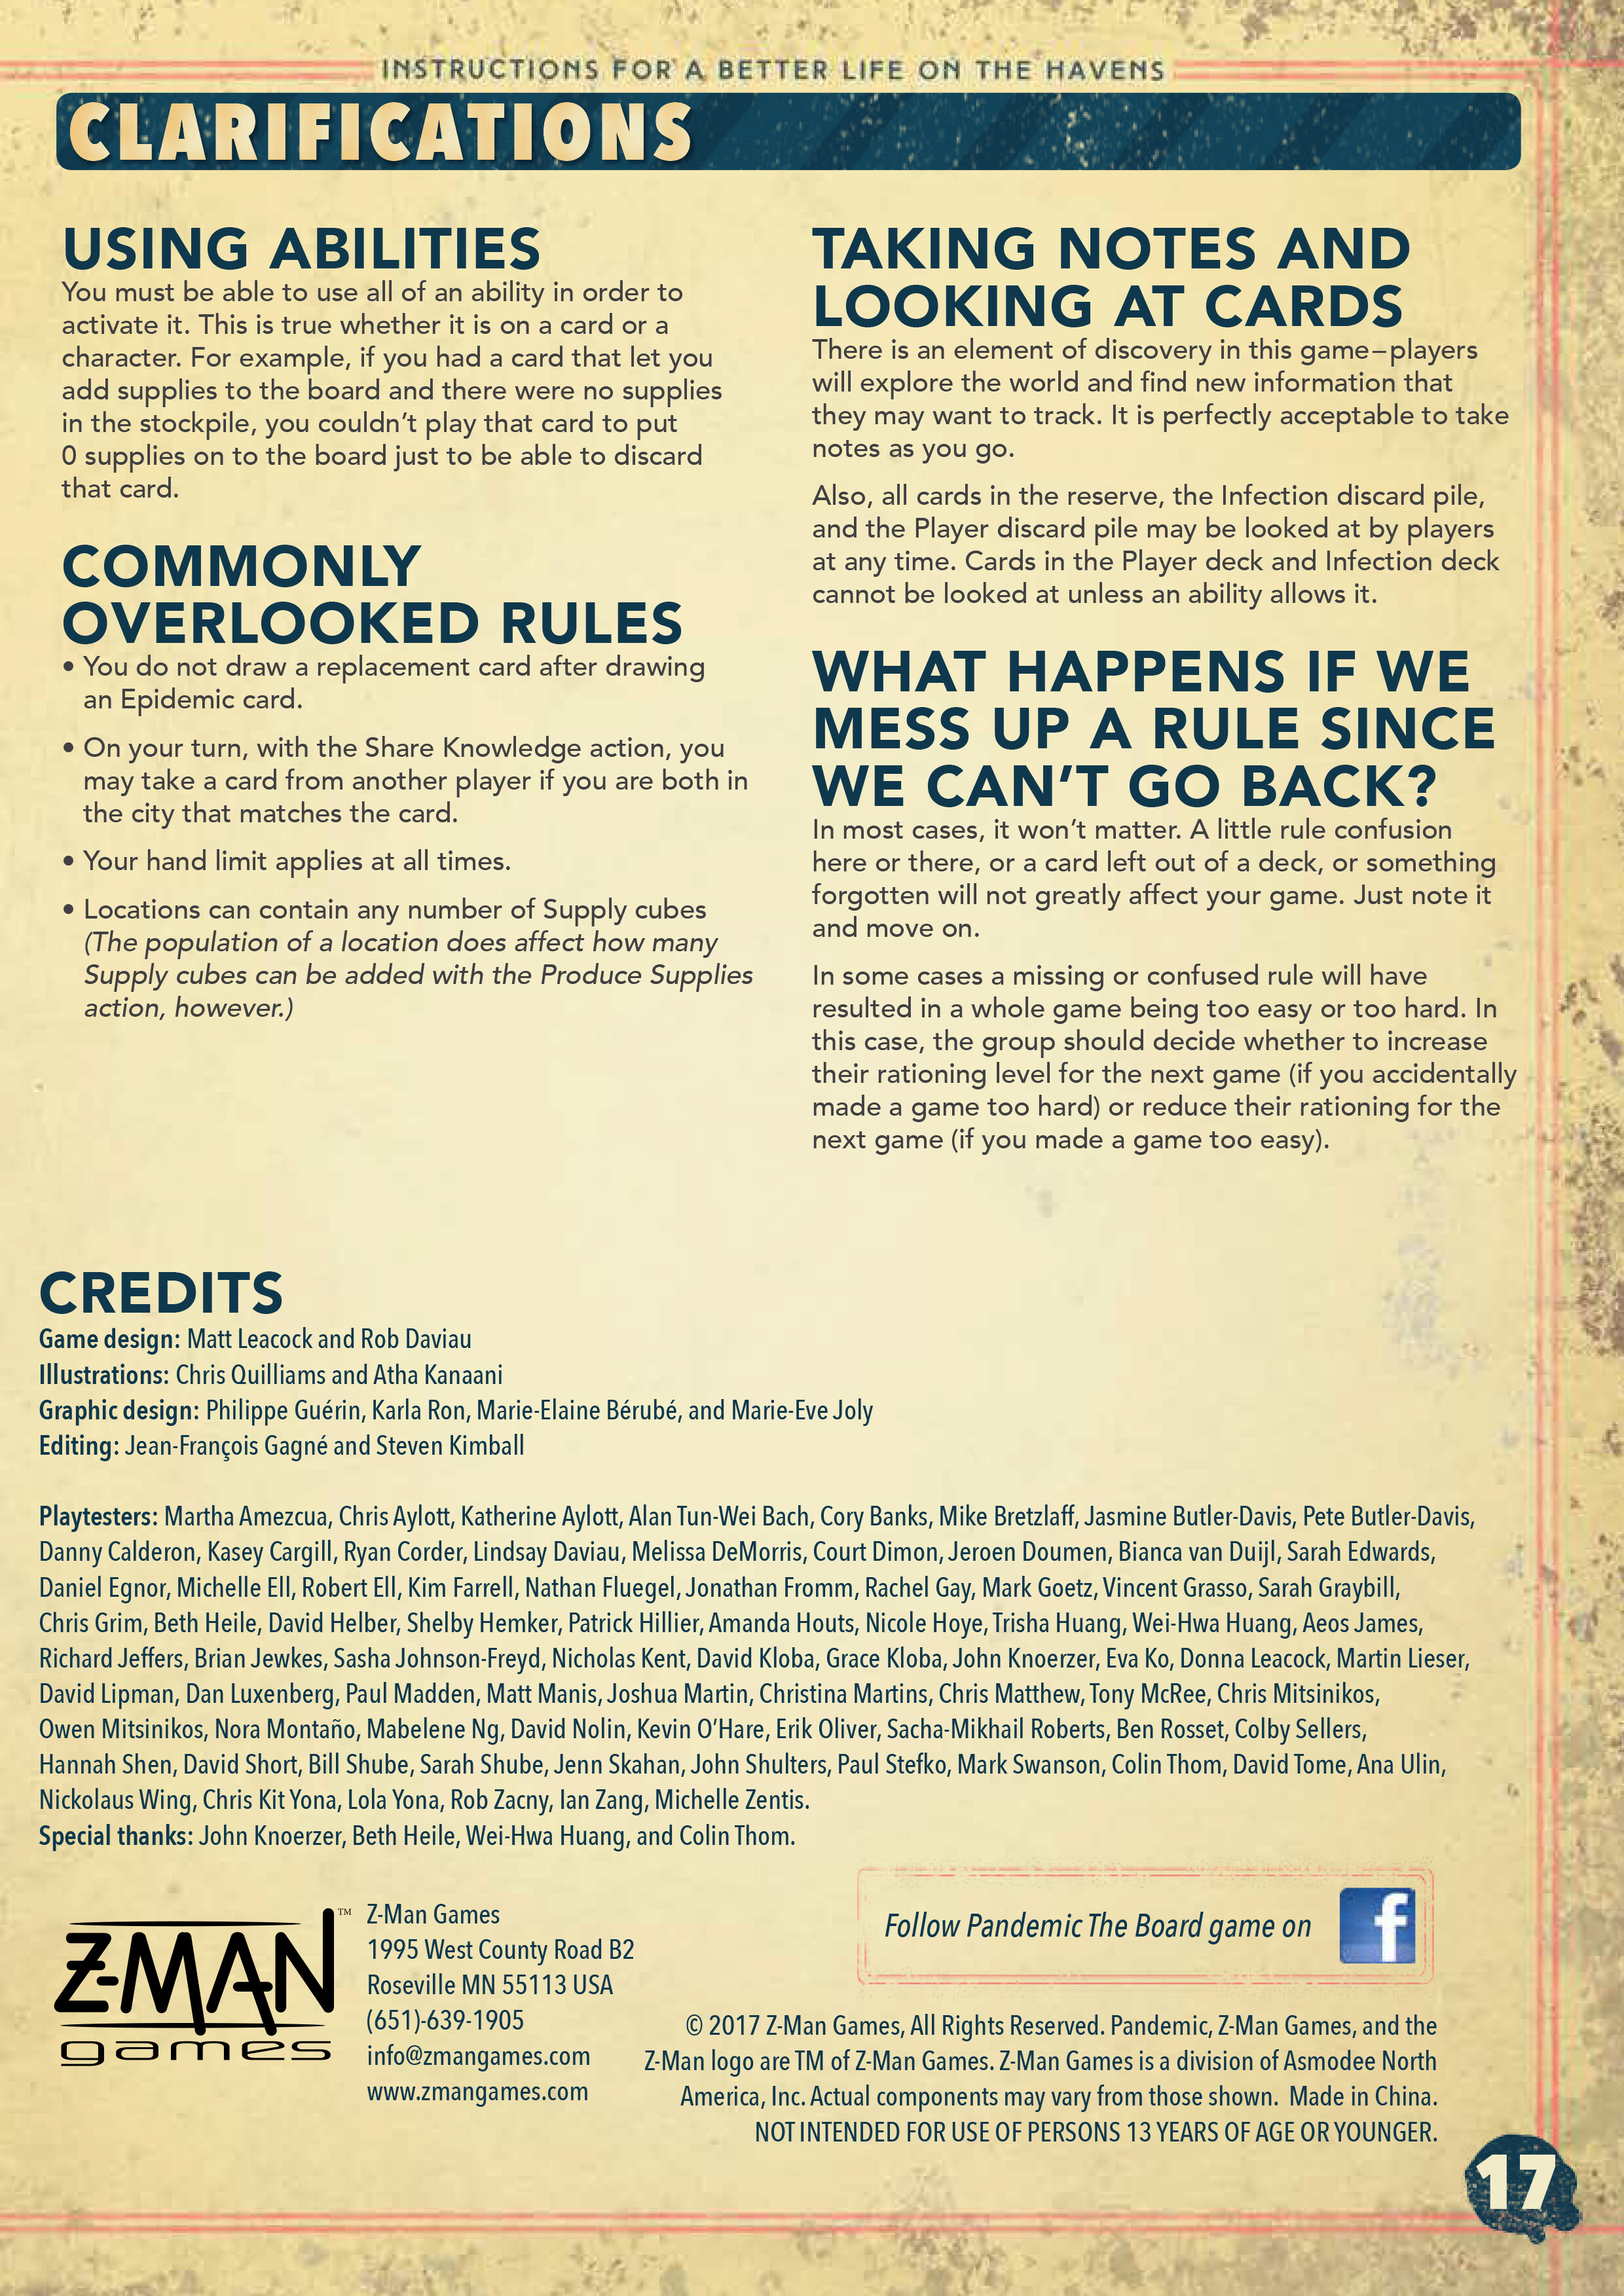 INSTRUCTIONS FOR A BETTER LIFE ON THE HAVENS
CLARIFICATIONS
USING ABILITIES
You must be able to use all of an ability in order to
activate it. This is true whether it is on a card or a
character. For example, if you had a card that let you
add supplies to the board and there were no supplies
in the stockpile, you couldn’t play that card to put
0 supplies on to the board just to be able to discard
that card.
COMMONLY
OVERLOOKED RULES
• You do not draw a replacement card after drawing
an Epidemic card.
• On your turn, with the Share Knowledge action, you
may take a card from another player if you are both in
the city that matches the card.
• Your hand limit applies at all times.
• Locations can contain any number of Supply cubes
(The population of a location does affect how many
Supply cubes can be added with the Produce Supplies
action, however.)
TAKING NOTES AND
LOOKING AT CARDS
There is an element of discovery in this game–players
will explore the world and find new information that
they may want to track. It is perfectly acceptable to take
notes as you go.
Also, all cards in the reserve, the Infection discard pile,
and the Player discard pile may be looked at by players
at any time. Cards in the Player deck and Infection deck
cannot be looked at unless an ability allows it.
WHAT HAPPENS IF WE
MESS UP A RULE SINCE
WE CAN’T GO BACK?
In most cases, it won’t matter. A little rule confusion
here or there, or a card left out of a deck, or something
forgotten will not greatly affect your game. Just note it
and move on.
In some cases a missing or confused rule will have
resulted in a whole game being too easy or too hard. In
this case, the group should decide whether to increase
their rationing level for the next game (if you accidentally
made a game too hard) or reduce their rationing for the
next game (if you made a game too easy).
CREDITS
Game design: Matt Leacock and Rob Daviau
Illustrations: Chris Quilliams and Atha Kanaani
Graphic design: Philippe Guérin, Karla Ron, Marie-Elaine Bérubé, and Marie-Eve Joly
Editing: Jean-François Gagné and Steven Kimball
Playtesters: Martha Amezcua, Chris Aylott, Katherine Aylott, Alan Tun-Wei Bach, Cory Banks, Mike Bretzlaff, Jasmine Butler-Davis, Pete Butler-Davis,
Danny Calderon, Kasey Cargill, Ryan Corder, Lindsay Daviau, Melissa DeMorris, Court Dimon, Jeroen Doumen, Bianca van Duijl, Sarah Edwards,
Daniel Egnor, Michelle Ell, Robert Ell, Kim Farrell, Nathan Fluegel, Jonathan Fromm, Rachel Gay, Mark Goetz, Vincent Grasso, Sarah Graybill,
Chris Grim, Beth Heile, David Helber, Shelby Hemker, Patrick Hillier, Amanda Houts, Nicole Hoye, Trisha Huang, Wei-Hwa Huang, Aeos James,
Richard Jeffers, Brian Jewkes, Sasha Johnson-Freyd, Nicholas Kent, David Kloba, Grace Kloba, John Knoerzer, Eva Ko, Donna Leacock, Martin Lieser,
David Lipman, Dan Luxenberg, Paul Madden, Matt Manis, Joshua Martin, Christina Martins, Chris Matthew, Tony McRee, Chris Mitsinikos,
Owen Mitsinikos, Nora Montaño, Mabelene Ng, David Nolin, Kevin O’Hare, Erik Oliver, Sacha-Mikhail Roberts, Ben Rosset, Colby Sellers,
Hannah Shen, David Short, Bill Shube, Sarah Shube, Jenn Skahan, John Shulters, Paul Stefko, Mark Swanson, Colin Thom, David Tome, Ana Ulin,
Nickolaus Wing, Chris Kit Yona, Lola Yona, Rob Zacny, Ian Zang, Michelle Zentis.
Special thanks: John Knoerzer, Beth Heile, Wei-Hwa Huang, and Colin Thom.
Z-MAN games ™
Z-Man Games
1995 West County Road B2
Roseville MN 55113 USA
(651)-639-1905
info@zmangames.com
www.zmangames.com
Follow Pandemic The Board game on f
© 2017 Z-Man Games, All Rights Reserved. Pandemic, Z-Man Games, and the
Z-Man logo are TM of Z-Man Games. Z-Man Games is a division of Asmodee North
America, Inc. Actual components may vary from those shown. Made in China.
NOT INTENDED FOR USE OF PERSONS 13 YEARS OF AGE OR YOUNGER.
17